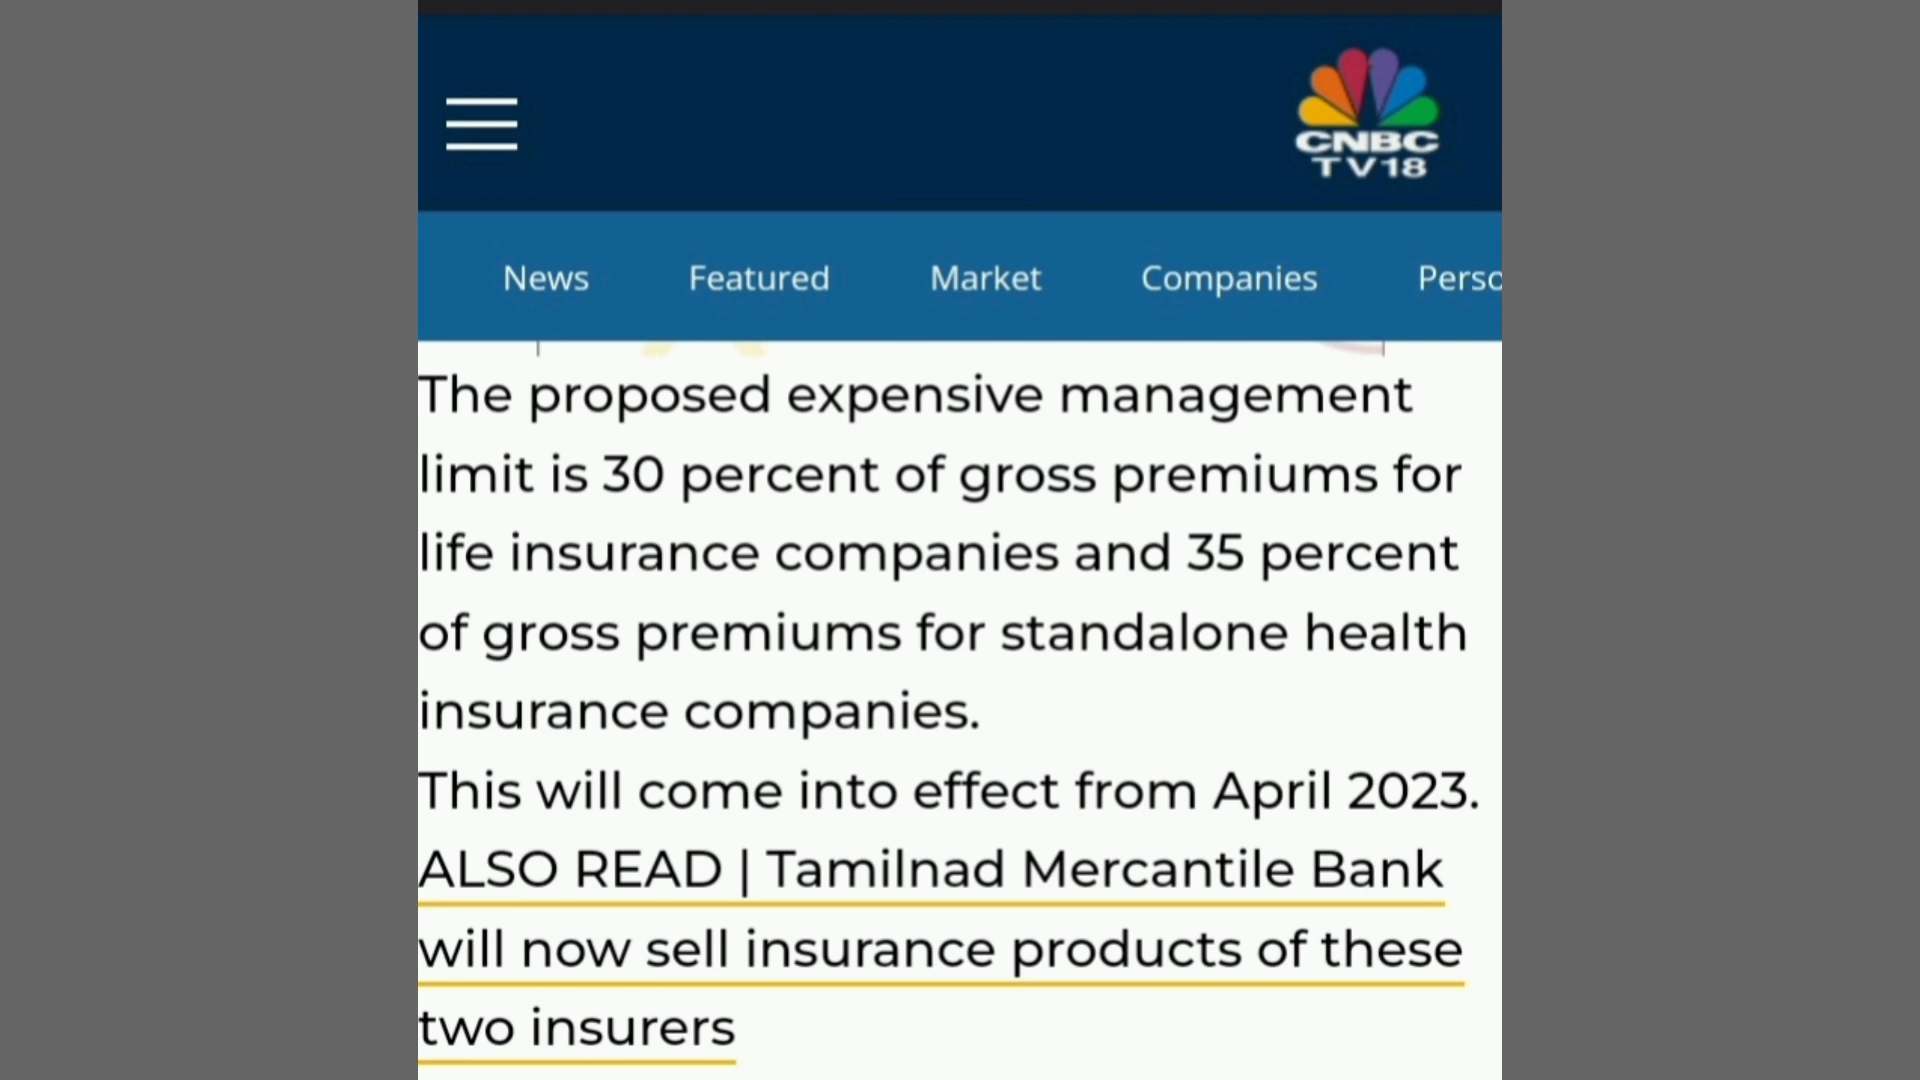 CNBC
TV18
News Featured Market Companies Perso
The proposed expensive management
limit is 30 percent of gross premiums for
life insurance companies and 35 percent
of gross premiums for standalone health
insurance companies.
This will come into effect from April 2023.
ALSO READ | Tamilnad Mercantile Bank
will now sell insurance products of these
two insurers